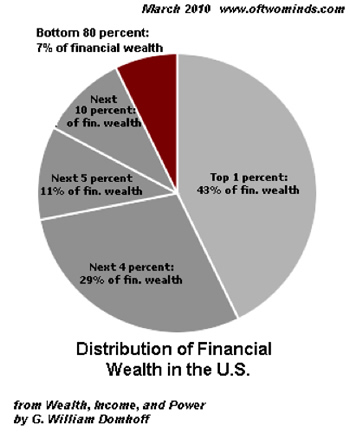 March 2010 www.oftwominds.com
Bottom 80 percent:
7% of financial wealth
Next
10 percent:
of fin. wealth
Top 1 percent:
43% of fin. wealth
Next 5 percent
11% of fin. wealth
Next 4 percent:
29% of fin. wealth
Distribution of Financial
Wealth in the U.S.
from Wealth, Income, and Power
by G. William Domhoff